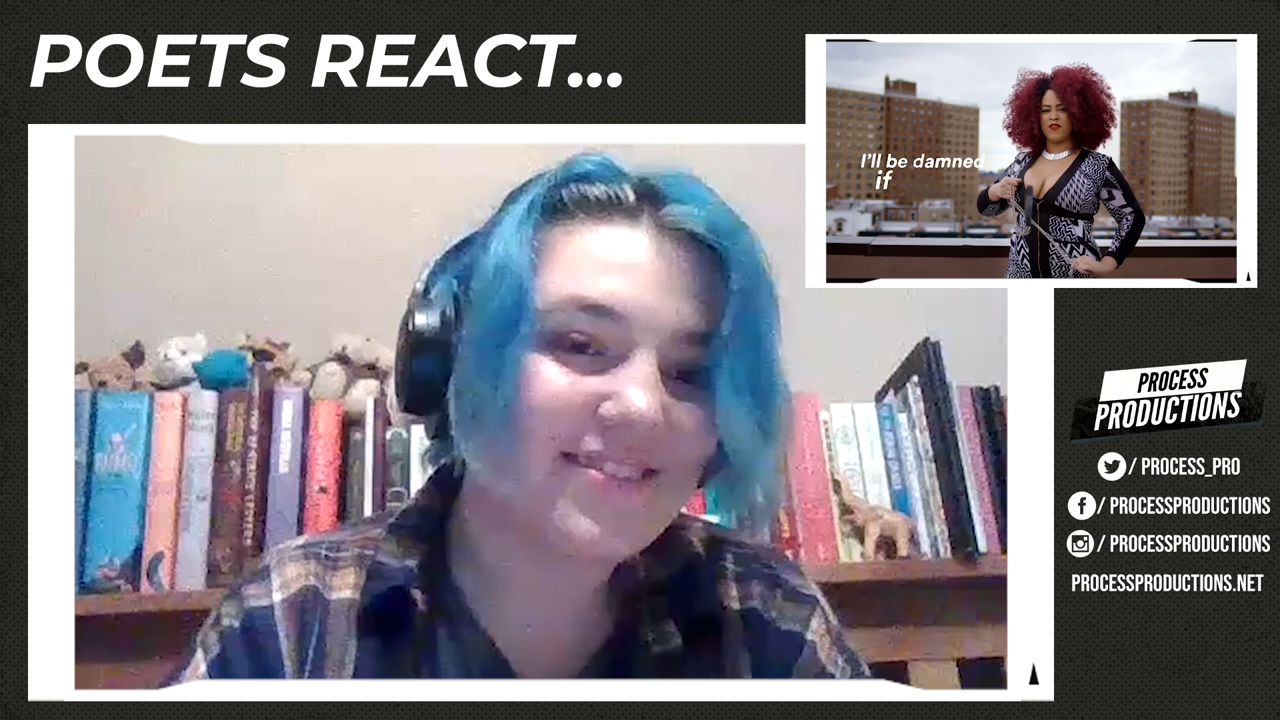 POETS REACT...
I'll be damned
if
PROCESS
PRODUCTIONS
/ PROCESS_PRO
/ PROCESSPRODUCTIONS
/ PROCESSPRODUCTIONS
PROCESSPRODUCTIONS.NET